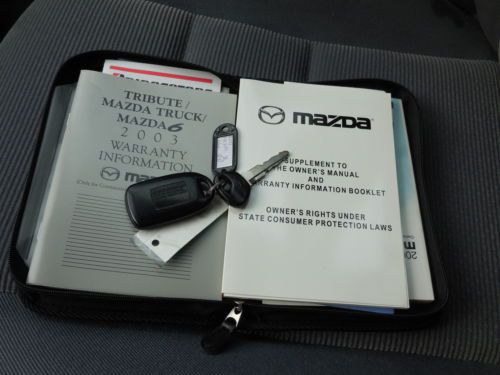 TRIBUTE/
MAZDA TRUCK/
MAZDA6
2003
WARRANTY
INFORMATION
mazda
SUPPLEMENT TO
THE OWNER'S MANUAL
AND
WARRANTY INFORMATION BOOKLET
OWNER'S RIGHTS UNDER
STATE CONSUMER PROTECTION LAWS